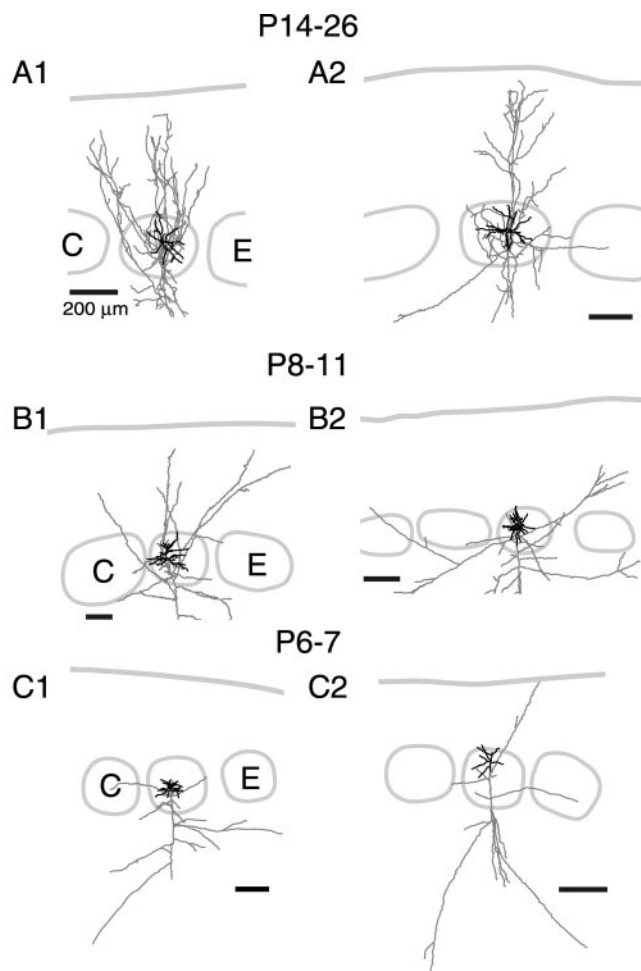 P14-26
A1 A2
C E
200 μm
P8-11
B1 B2
C E
P6-7
C1 C2
C E